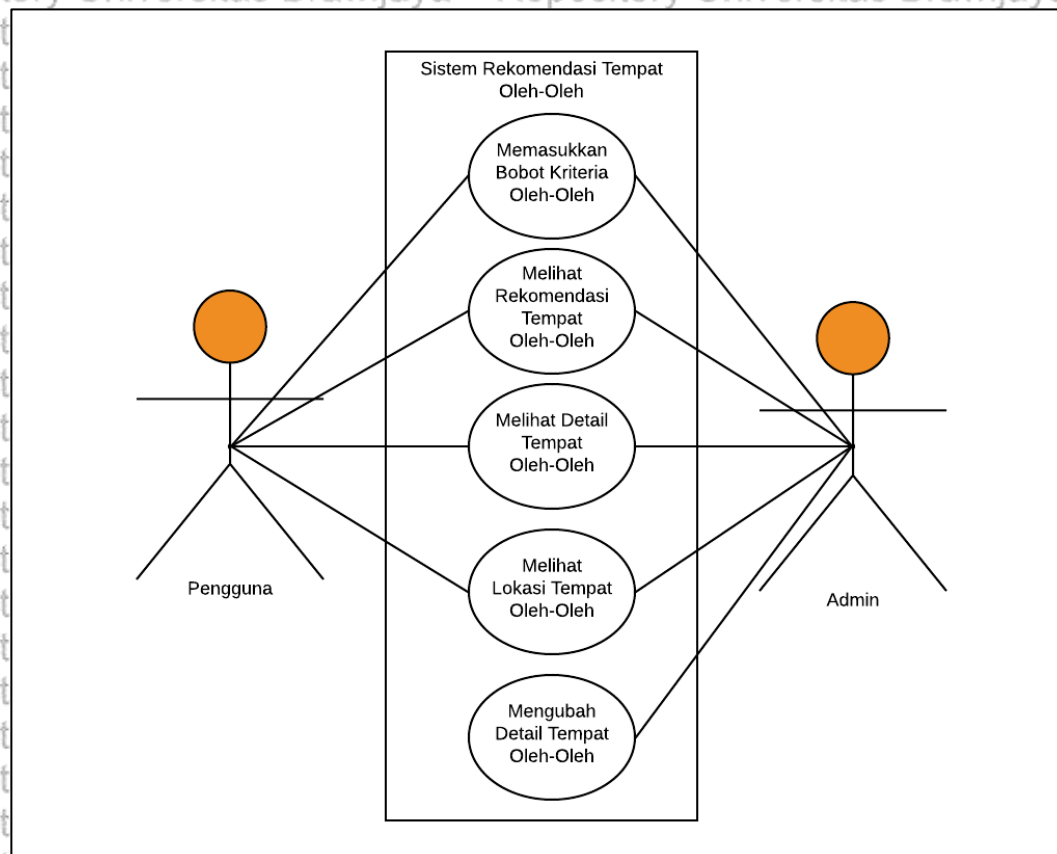 Sistem Rekomendasi Tempat
Oleh-Oleh
Memasukkan
Bobot Kriteria
Oleh-Oleh
Melihat
Rekomendasi
Tempat
Oleh-Oleh
Melihat Detail
Tempat
Oleh-Oleh
Melihat
Lokasi Tempat
Oleh-Oleh
Mengubah
Detail Tempat
Oleh-Oleh
Pengguna
Admin